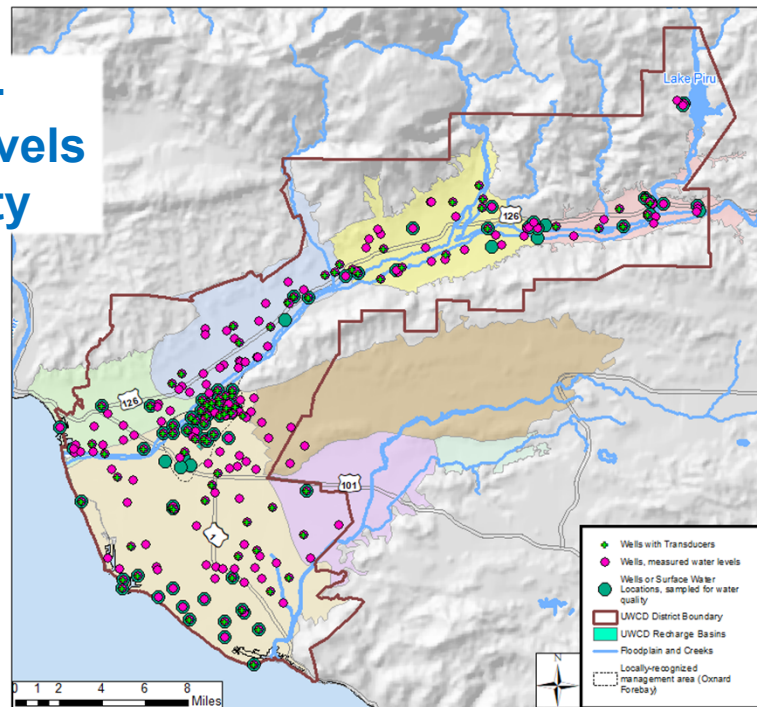 vels
ty
Lake Piru
126
126
101
1
Wells with Transducers
Wells, measured water levels
Wells or Surface Water
Locations, sampled for water
quality
UWCD District Boundary
UWCD Recharge Basins
Floodplain and Creeks
Locally-recognized
management area (Oxnard
Forebay)
N
0 1 2 4 6 8
Miles